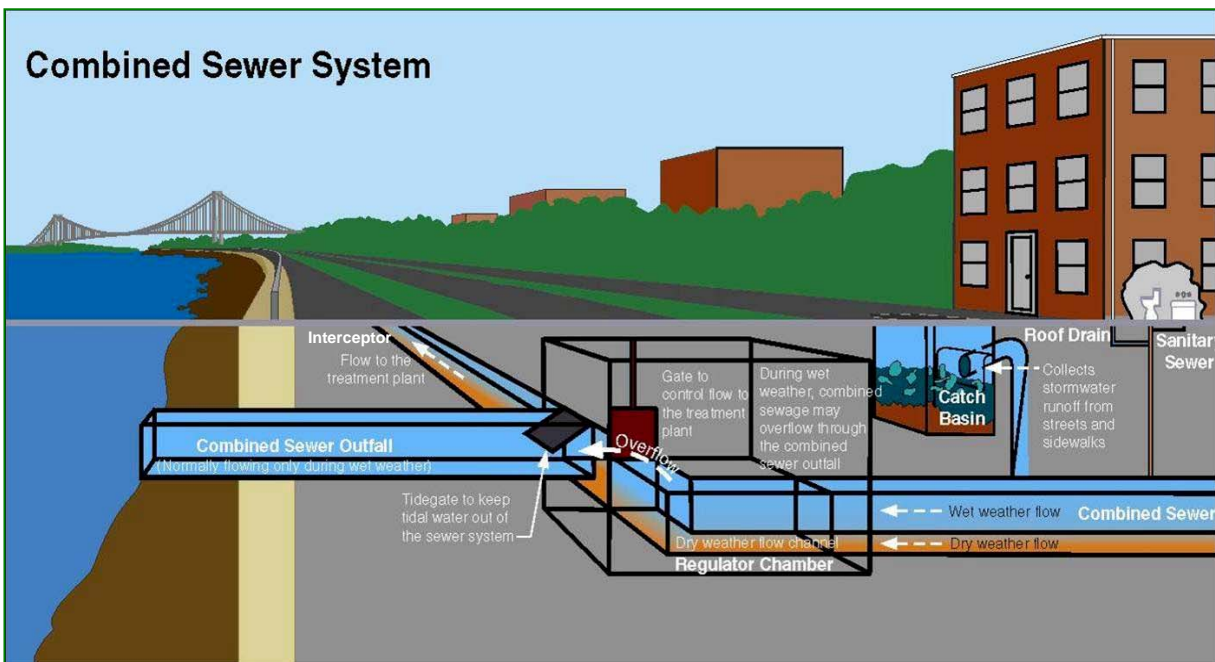 Combined Sewer System
Interceptor
Flow to the
treatment plant
Combined Sewer Outfall
(Normally flowing only during wet weather)
Tidegate to keep
tidal water out of
the sewer system
Overflow
Gate to
control flow to
the treatment
plant
During wet
weather, combined
sewage may
overflow through
the combined
sewer outfall
Dry weather flow channel
Regulator Chamber
Catch
Basin
Roof Drain
Collects
stormwater
runoff from
streets and
sidewalks
Sanitar
Sewer
Wet weather flow
Combined Sewer
Dry weather flow